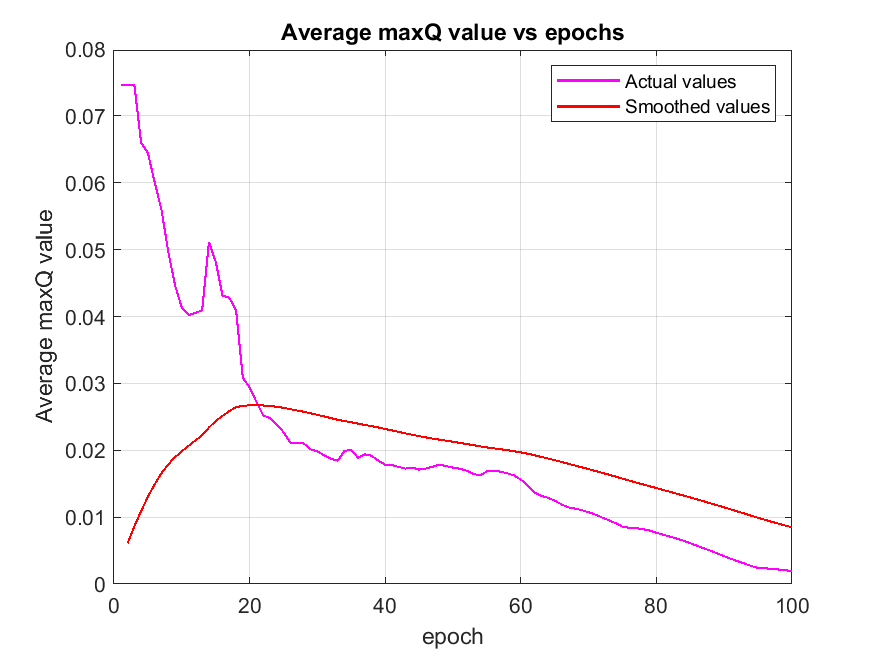 Average maxQ value vs epochs
Actual values
Smoothed values
0.08
0.07
0.06
0.05
0.04
0.03
0.02
0.01
0
Average maxQ value
0 20 40 60 80 100
epoch